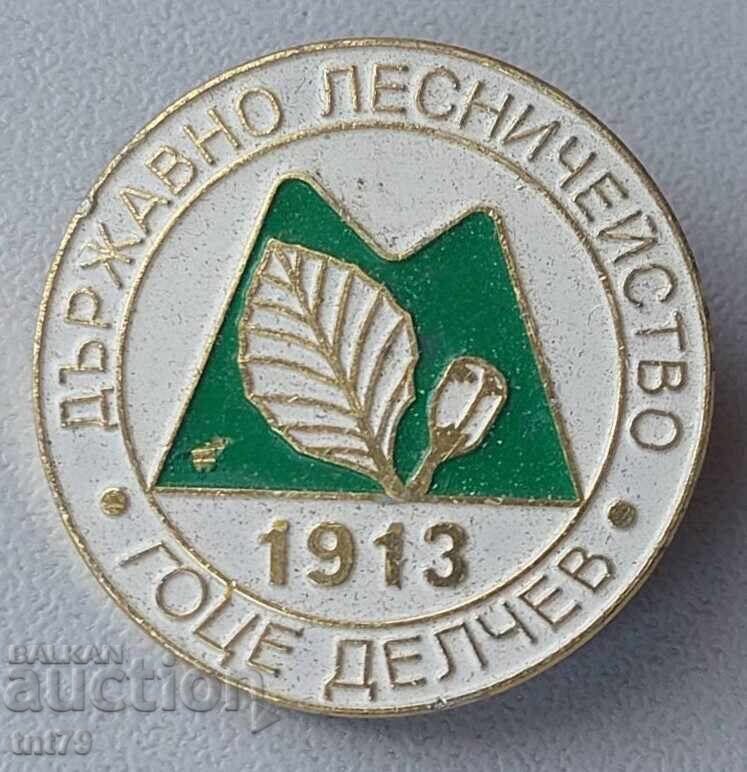 ДЪРЖАВНО ЛЕСНИЧЕЙСТВО
1913
ГОЦЕ ДЕЛЧЕВ
BALKAN
auction
tnt79